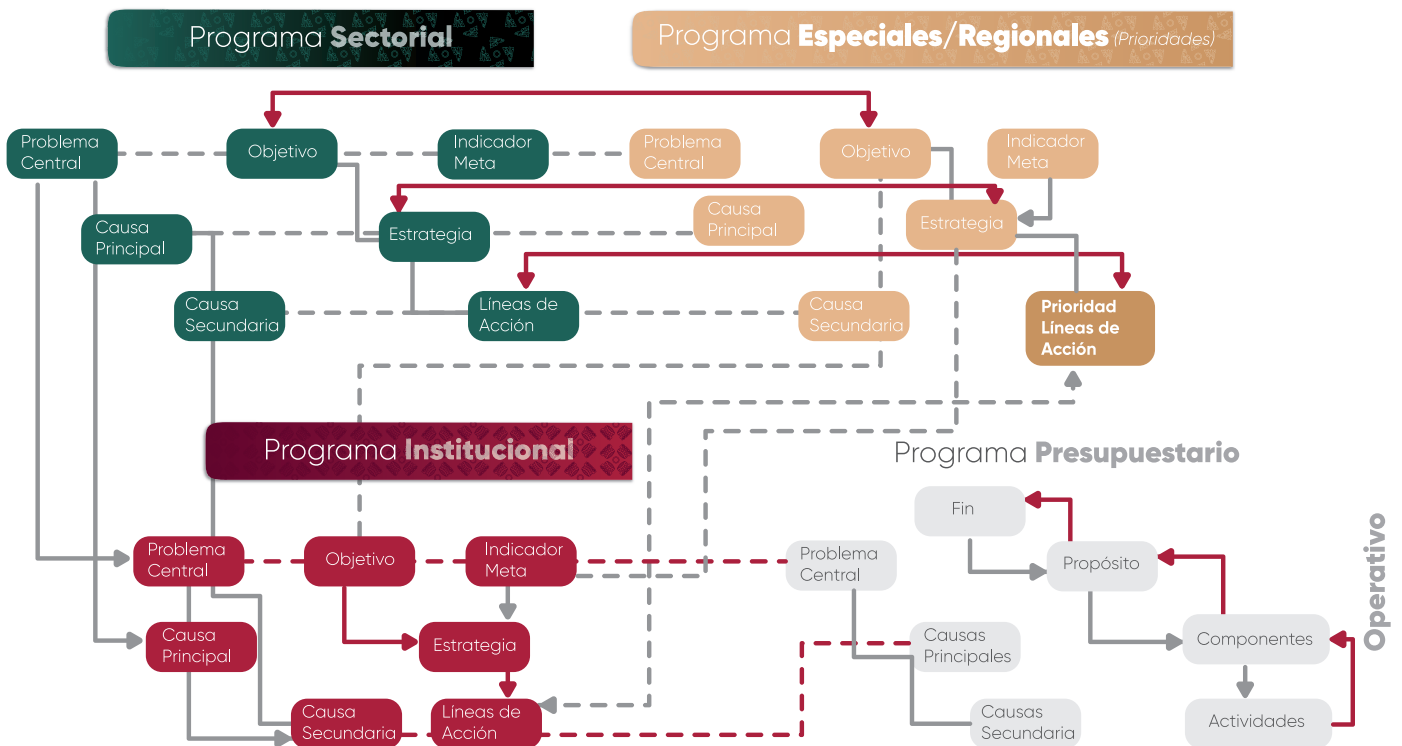 Programa Sectorial
Programa Especiales/Regionales (Prioridades)
Problema
Central
Objetivo
Indicador
Meta
Problema
Central
Objetivo
Indicador
Meta
Causa
Principal
Estrategia
Causa
Principal
Estrategia
Causa
Secundaria
Líneas de
Acción
Causa
Secundaria
Prioridad
Líneas de
Acción
Programa Institucional
Programa Presupuestario
Problema
Central
Objetivo
Indicador
Meta
Causa
Principal
Estrategia
Causa
Secundaria
Líneas de
Acción
Problema
Central
Causas
Principales
Causas
Secundaria
Fin
Propósito
Componentes
Actividades
Operativo